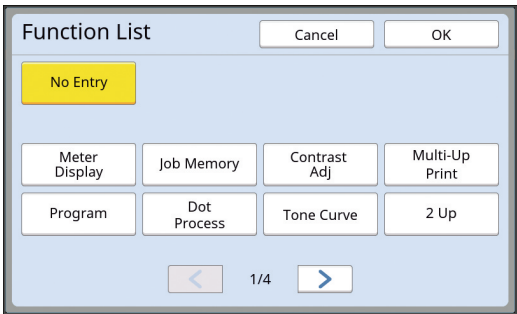 Function List
Cancel
OK
No Entry
Meter
Display
Job Memory
Contrast
Adj
Multi-Up
Print
Program
Dot
Process
Tone Curve
2 Up
1/4